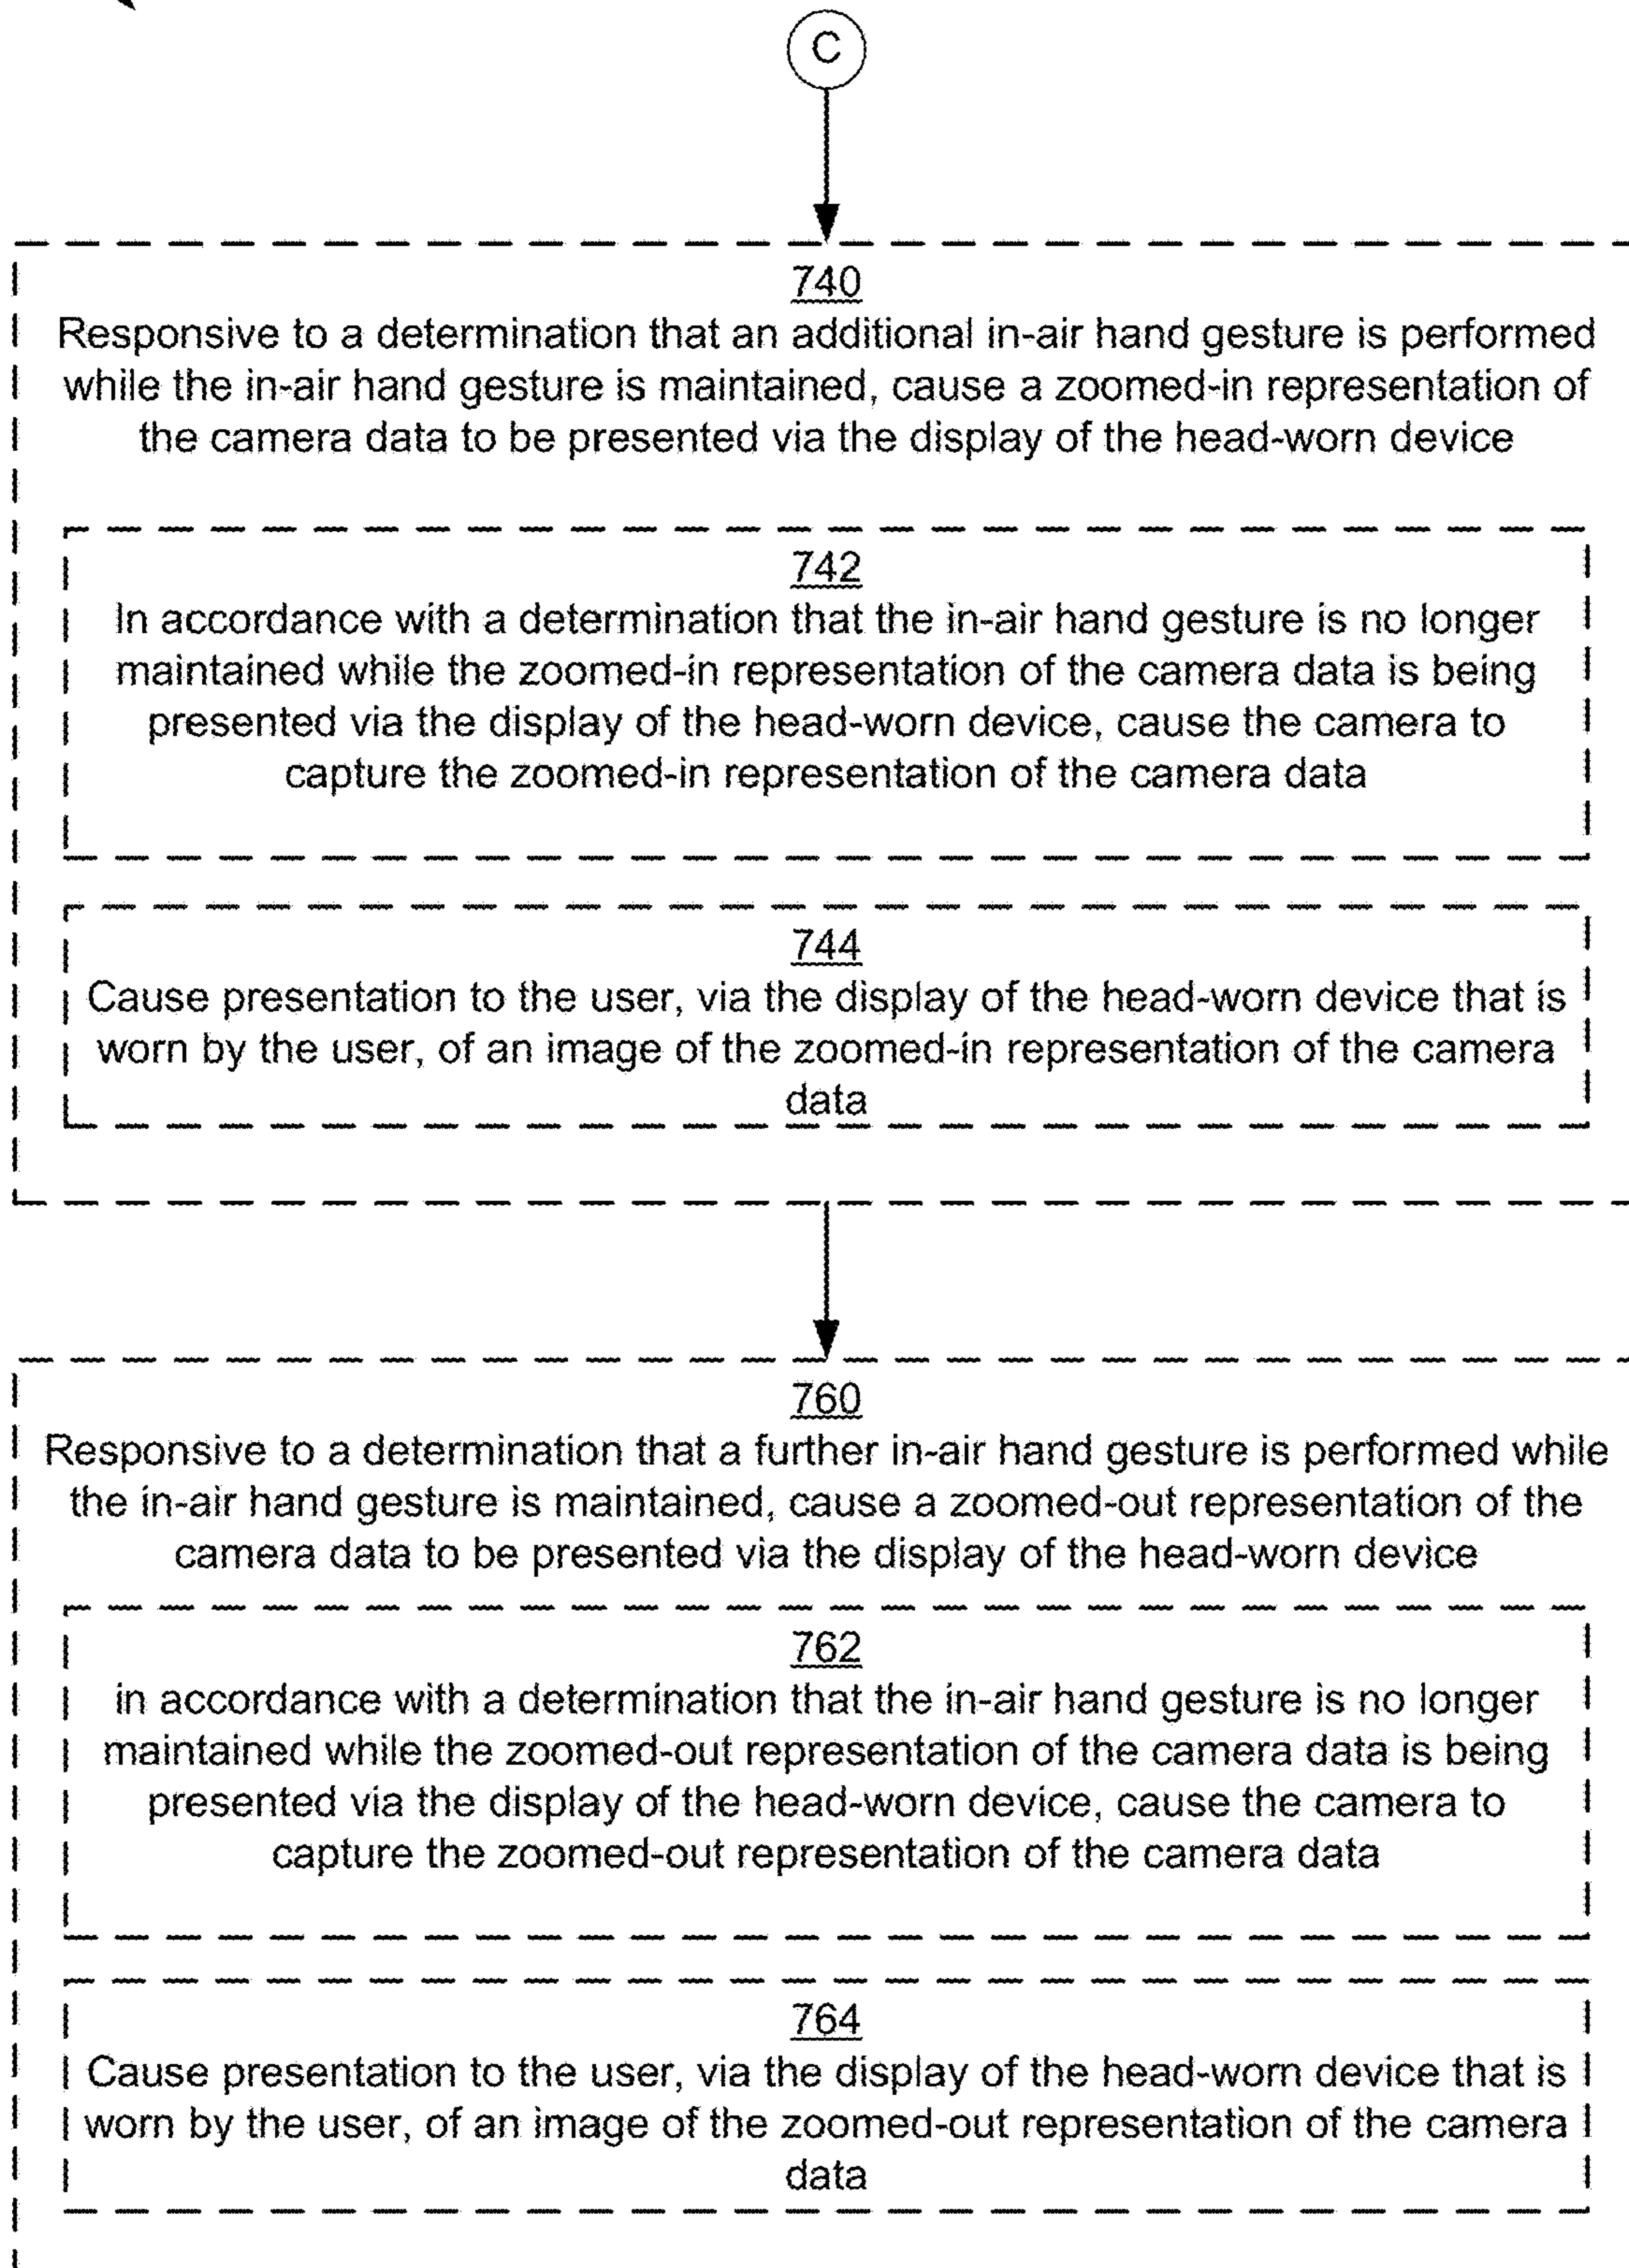 C
740
Responsive to a determination that an additional in-air hand gesture is performed
while the in-air hand gesture is maintained, cause a zoomed-in representation of
the camera data to be presented via the display of the head-worn device
742
In accordance with a determination that the in-air hand gesture is no longer
maintained while the zoomed-in representation of the camera data is being
presented via the display of the head-worn device, cause the camera to
capture the zoomed-in representation of the camera data
744
Cause presentation to the user, via the display of the head-worn device that is
worn by the user, of an image of the zoomed-in representation of the camera
data
760
Responsive to a determination that a further in-air hand gesture is performed while
the in-air hand gesture is maintained, cause a zoomed-out representation of the
camera data to be presented via the display of the head-worn device
762
in accordance with a determination that the in-air hand gesture is no longer
maintained while the zoomed-out representation of the camera data is being
presented via the display of the head-worn device, cause the camera to
capture the zoomed-out representation of the camera data
764
Cause presentation to the user, via the display of the head-worn device that is
worn by the user, of an image of the zoomed-out representation of the camera
data